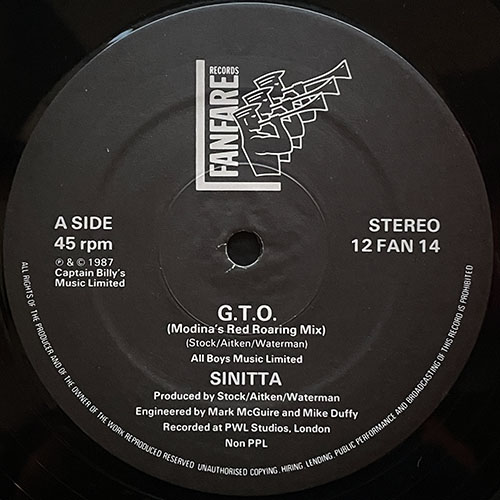 FANFARE
RECORDS
A SIDE
45 rpm
STEREO
12 FAN 14
℗ & © 1987
Captain Billy's
Music Limited
G.T.O.
(Modina's Red Roaring Mix)
(Stock/Aitken/Waterman)
All Boys Music Limited
SINITTA
Produced by Stock/Aitken/Waterman
Engineered by Mark McGuire and Mike Duffy
Recorded at PWL Studios, London
Non PPL
ALL RIGHTS OF THE PRODUCER AND OF THE OWNER OF THE WORK REPRODUCED RESERVED. UNAUTHORISED COPYING, HIRING, LENDING, PUBLIC PERFORMANCE AND BROADCASTING OF THIS RECORD IS PROHIBITED